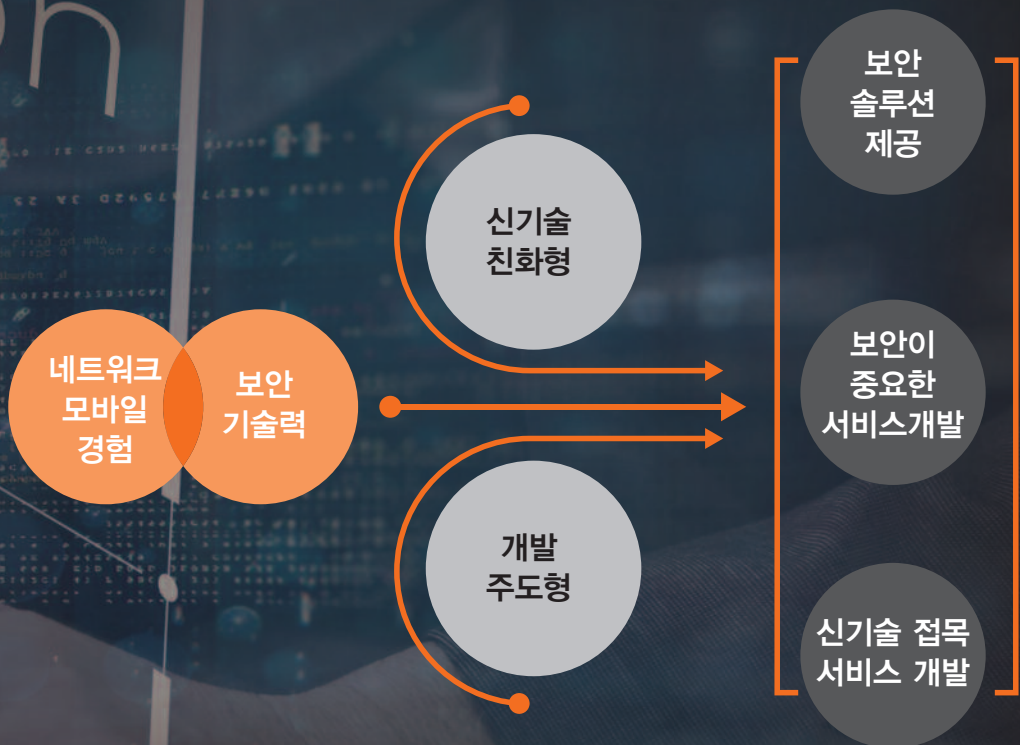 네트워크
모바일
경험
보안
기술력
신기술
친화형
개발
주도형
보안
솔루션
제공
보안이
중요한
서비스개발
신기술 접목
서비스 개발